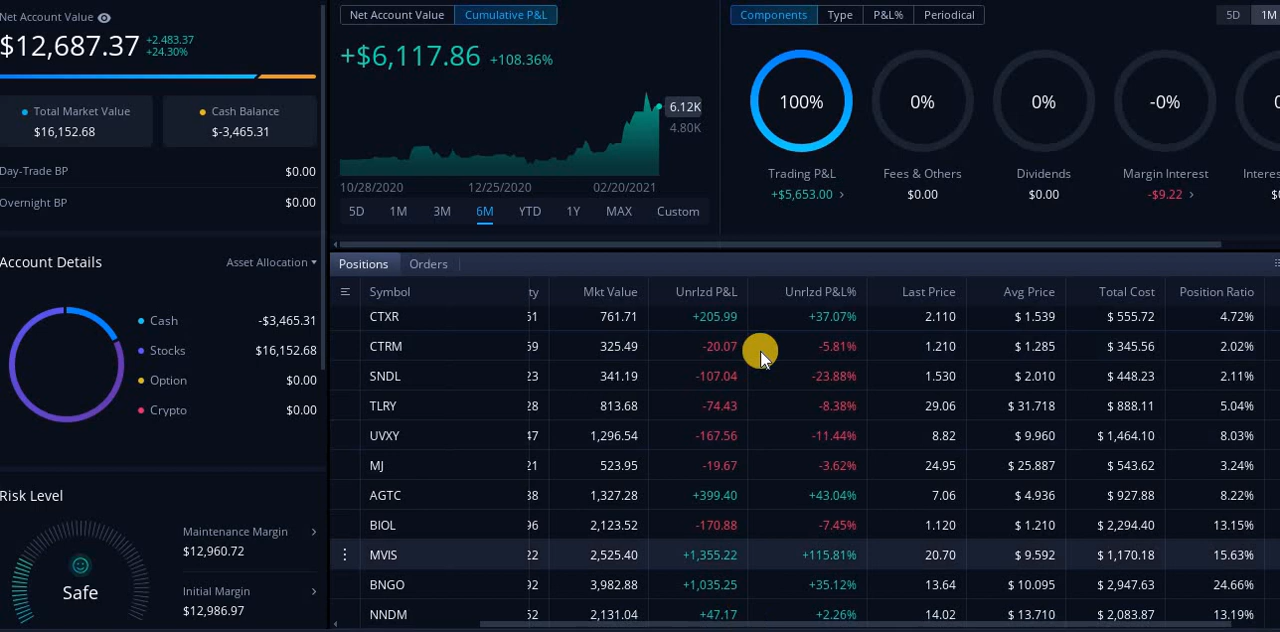 Net Account Value
$12,687.37 +2.483.37
+24.30%
Total Market Value
$16,152.68
Cash Balance
$-3,465.31
Day-Trade BP $0.00
Overnight BP $0.00
Account Details Asset Allocation
Cash -$3,465.31
Stocks $16,152.68
Option $0.00
Crypto $0.00
Risk Level
Safe
Maintenance Margin
$12,960.72
Initial Margin
$12,986.97
Net Account Value Cumulative P&L
+$6,117.86 +108.36%
6.12K
4.80K
10/28/2020 12/25/2020 02/20/2021
5D 1M 3M 6M YTD 1Y MAX Custom
Components Type P&L% Periodical 5D 1M
100% 0% 0% -0% 0
Trading P&L Fees & Others Dividends Margin Interest Interes
+$5,653.00 $0.00 $0.00 -$9.22 $0
Positions Orders
Symbol ty Mkt Value Unrlzd P&L Unrlzd P&L% Last Price Avg Price Total Cost Position Ratio
CTXR 61 761.71 +205.99 +37.07% 2.110 $ 1.539 $ 555.72 4.72%
CTRM 69 325.49 -20.07 -5.81% 1.210 $ 1.285 $ 345.56 2.02%
SNDL 23 341.19 -107.04 -23.88% 1.530 $ 2.010 $ 448.23 2.11%
TLRY 28 813.68 -74.43 -8.38% 29.06 $ 31.718 $ 888.11 5.04%
UVXY 47 1,296.54 -167.56 -11.44% 8.82 $ 9.960 $ 1,464.10 8.03%
MJ 21 523.95 -19.67 -3.62% 24.95 $ 25.887 $ 543.62 3.24%
AGTC 88 1,327.28 +399.40 +43.04% 7.06 $ 4.936 $ 927.88 8.22%
BIOL 96 2,123.52 -170.88 -7.45% 1.120 $ 1.210 $ 2,294.40 13.15%
MVIS 22 2,525.40 +1,355.22 +115.81% 20.70 $ 9.592 $ 1,170.18 15.63%
BNGO 92 3,982.88 +1,035.25 +35.12% 13.64 $ 10.095 $ 2,947.63 24.66%
NNDM 52 2,131.04 +47.17 +2.26% 14.02 $ 13.710 $ 2,083.87 13.19%